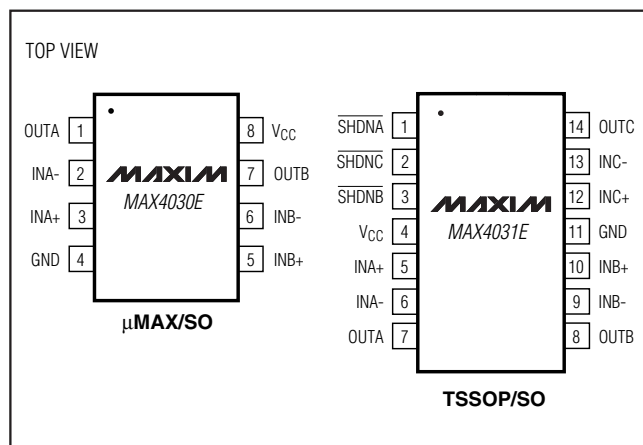 TOP VIEW
OUTA 1
INA- 2
INA+ 3
GND 4
8 VCC
7 OUTB
6 INB-
5 INB+
MAXIM
MAX4030E
μMAX/SO
SHDNA 1
SHDNC 2
SHDNB 3
VCC 4
INA+ 5
INA- 6
OUTA 7
14 OUTC
13 INC-
12 INC+
11 GND
10 INB+
9 INB-
8 OUTB
MAXIM
MAX4031E
TSSOP/SO